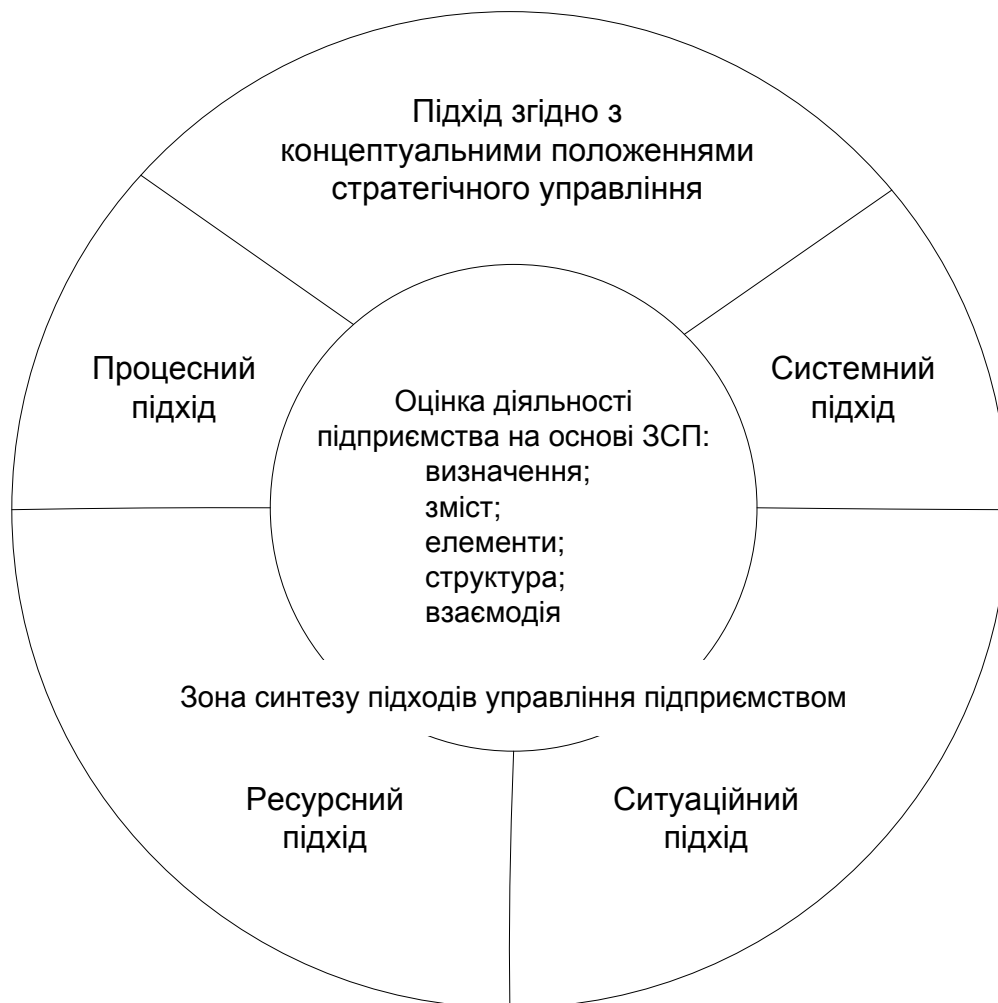 Підхід згідно з
концептуальними положеннями
стратегічного управління
Процесний
підхід
Системний
підхід
Оцінка діяльності
підприємства на основі ЗСП:
визначення;
зміст;
елементи;
структура;
взаємодія
Зона синтезу підходів управління підприємством
Ресурсний
підхід
Ситуаційний
підхід